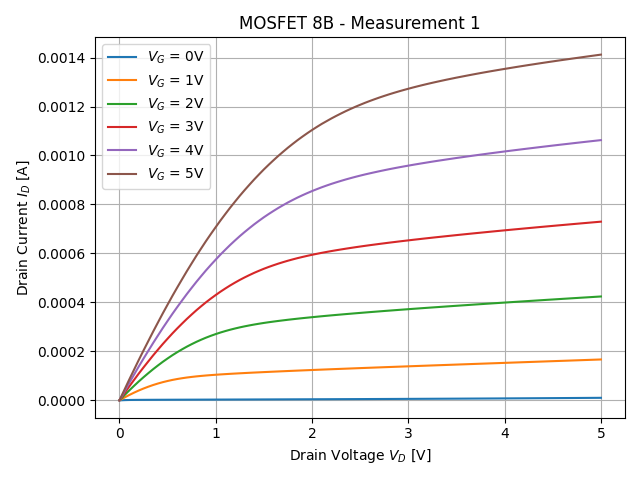 MOSFET 8B - Measurement 1
V_G = 0V
V_G = 1V
V_G = 2V
V_G = 3V
V_G = 4V
V_G = 5V
Drain Current I_D [A]
0.0014
0.0012
0.0010
0.0008
0.0006
0.0004
0.0002
0.0000
0 1 2 3 4 5
Drain Voltage V_D [V]